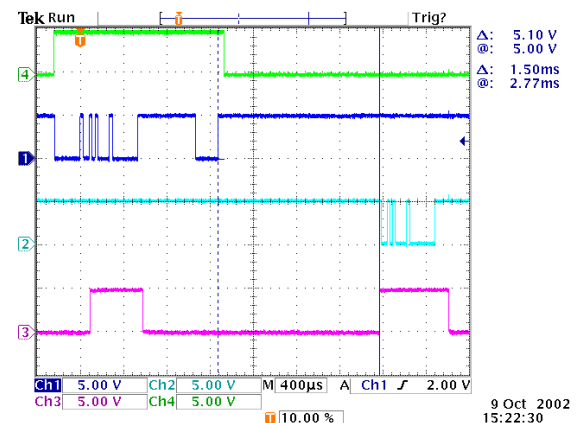 Tek Run
Trig?
T
T
Δ: 5.10 V
@: 5.00 V
Δ: 1.50ms
@: 2.77ms
4
1
2
3
Ch1 5.00 V Ch2 5.00 V M 400µs A Ch1 ƒ 2.00 V
Ch3 5.00 V Ch4 5.00 V
T 10.00 %
9 Oct 2002
15:22:30